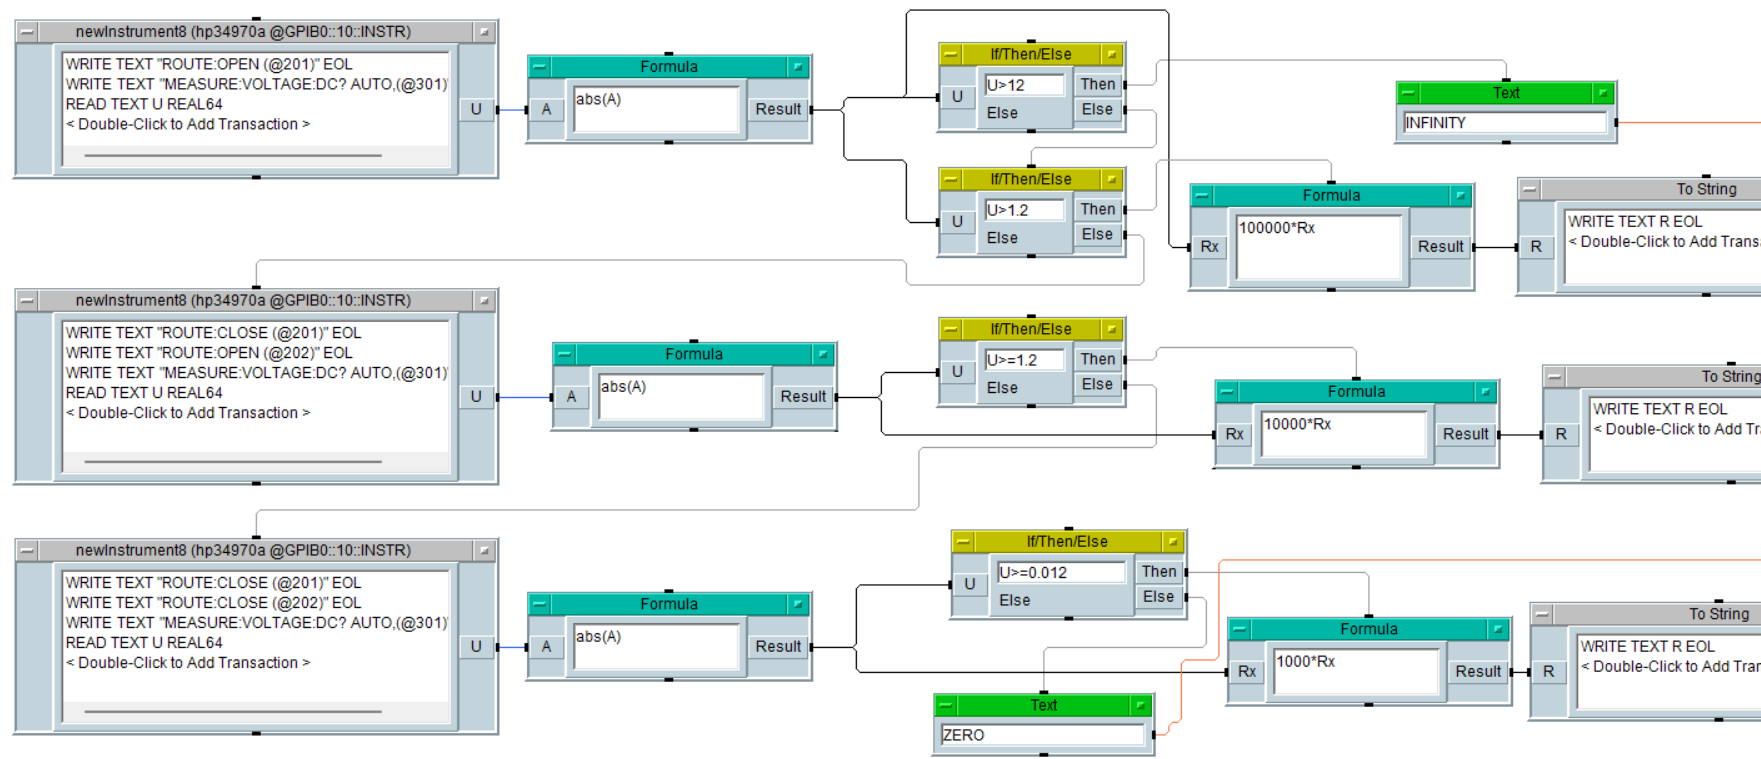 newInstrument8 (hp34970a @GPIB0::10::INSTR)
WRITE TEXT "ROUTE:OPEN (@201)" EOL
WRITE TEXT "MEASURE:VOLTAGE:DC? AUTO,(@301)"
READ TEXT U REAL64
< Double-Click to Add Transaction >
U
Formula
A
abs(A)
Result
If/Then/Else
U
U>12
Then
Else
Else
Text
INFINITY
If/Then/Else
U
U>1.2
Then
Else
Else
Formula
Rx
100000*Rx
Result
To String
R
WRITE TEXT R EOL
< Double-Click to Add Trans
newInstrument8 (hp34970a @GPIB0::10::INSTR)
WRITE TEXT "ROUTE:CLOSE (@201)" EOL
WRITE TEXT "ROUTE:OPEN (@202)" EOL
WRITE TEXT "MEASURE:VOLTAGE:DC? AUTO,(@301)"
READ TEXT U REAL64
< Double-Click to Add Transaction >
U
Formula
A
abs(A)
Result
If/Then/Else
U
U>=1.2
Then
Else
Else
Formula
Rx
10000*Rx
Result
To String
R
WRITE TEXT R EOL
< Double-Click to Add Tr
newInstrument8 (hp34970a @GPIB0::10::INSTR)
WRITE TEXT "ROUTE:CLOSE (@201)" EOL
WRITE TEXT "ROUTE:CLOSE (@202)" EOL
WRITE TEXT "MEASURE:VOLTAGE:DC? AUTO,(@301)"
READ TEXT U REAL64
< Double-Click to Add Transaction >
U
Formula
A
abs(A)
Result
If/Then/Else
U
U>=0.012
Then
Else
Else
Formula
Rx
1000*Rx
Result
To String
R
WRITE TEXT R EOL
< Double-Click to Add Tran
Text
ZERO